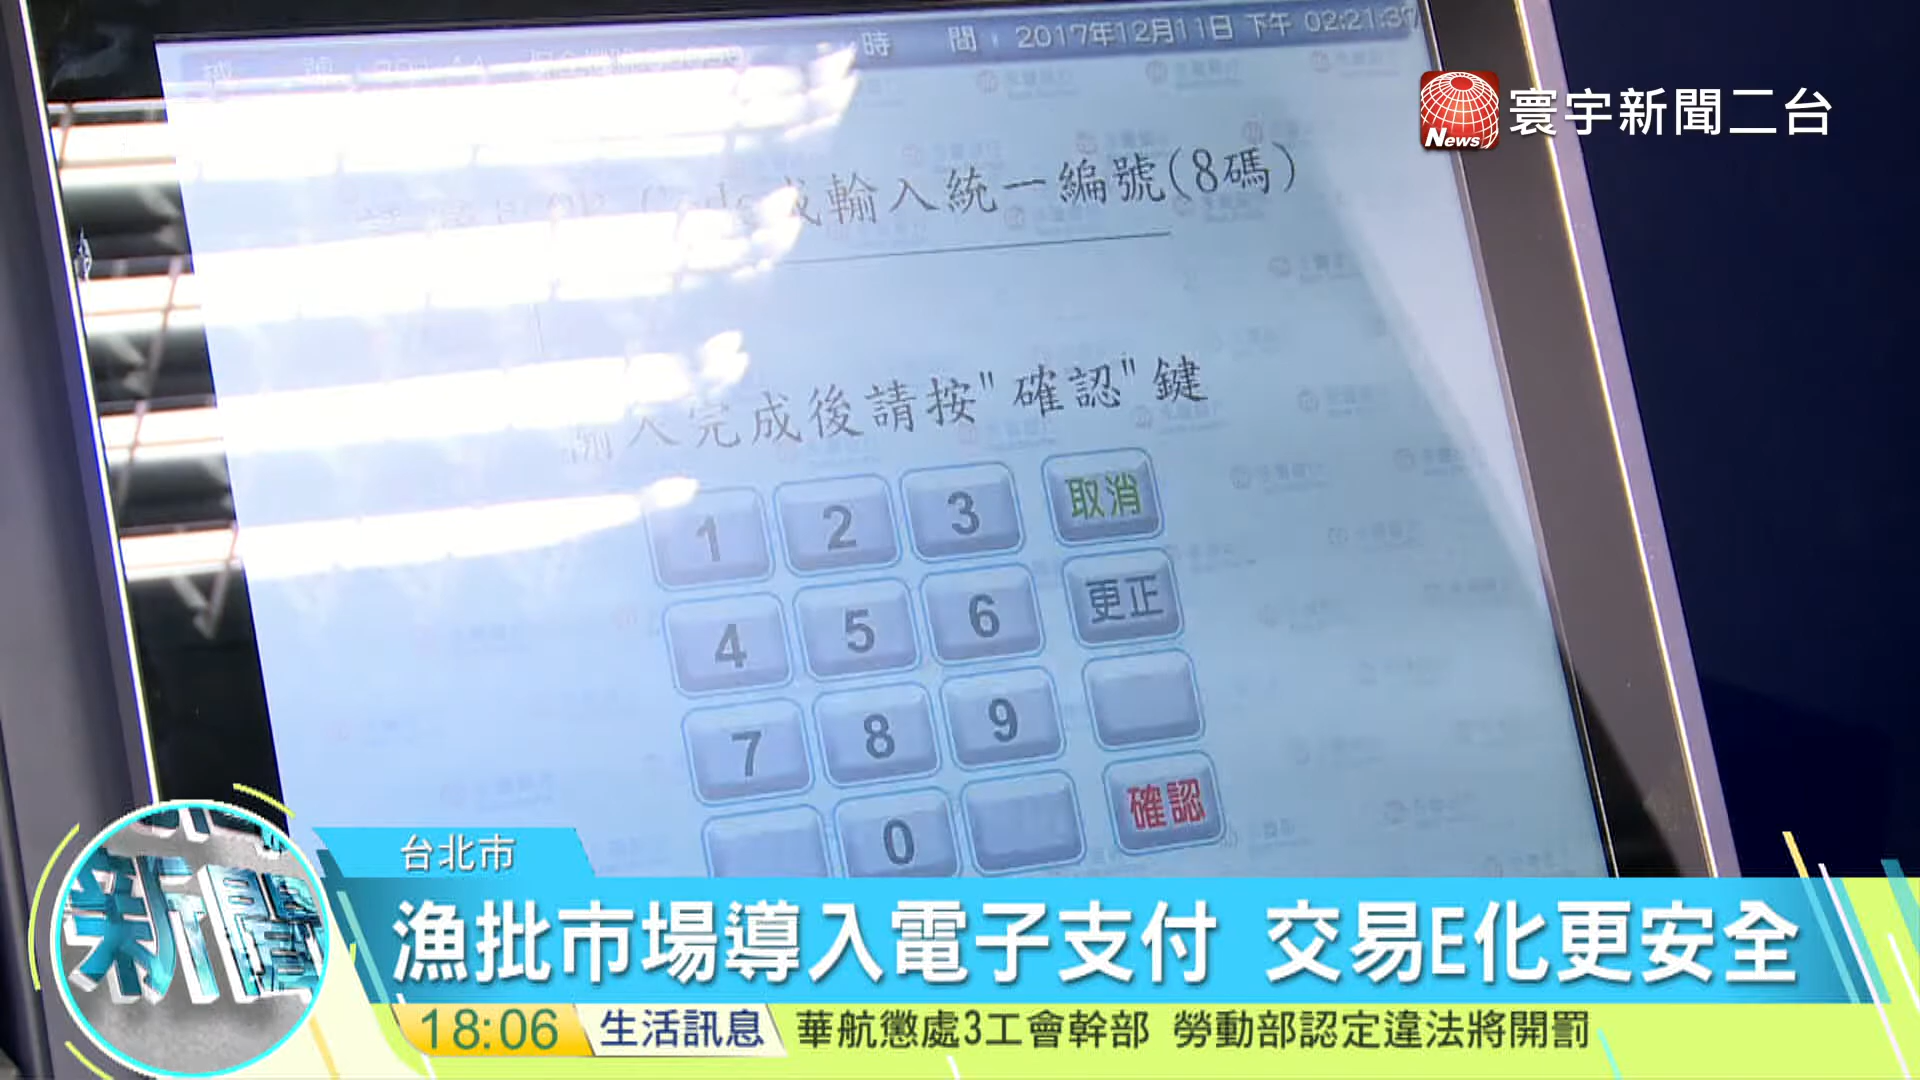 時 間 : 2017年12月11日 下午 02:21:37
寰宇新聞二台
News
或輸入統一編號(8碼)
輸入完成後請按"確認"鍵
1 2 3 取消
4 5 6 更正
7 8 9
0 確認
台北市
新聞
漁批市場導入電子支付 交易E化更安全
18:06 生活訊息 華航懲處3工會幹部 勞動部認定違法將開罰